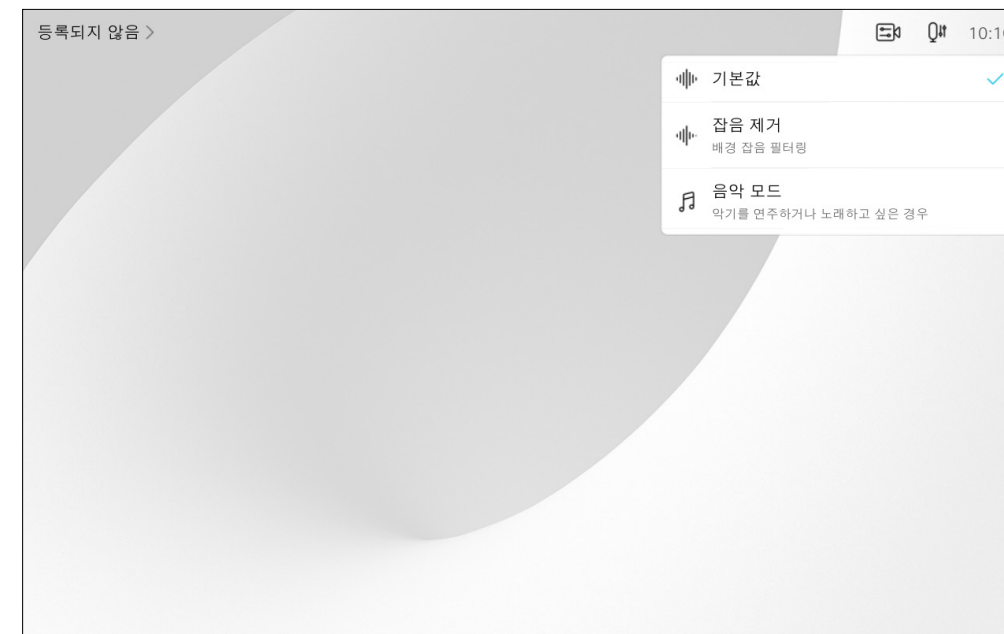 등록되지 않음
기본값
잡음 제거
배경 잡음 필터링
음악 모드
악기를 연주하거나 노래하고 싶은 경우